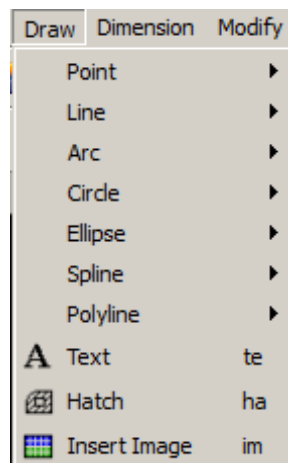 Draw Dimension Modify
Point
Line
Arc
Circle
Ellipse
Spline
Polyline
A Text te
Hatch ha
Insert Image im